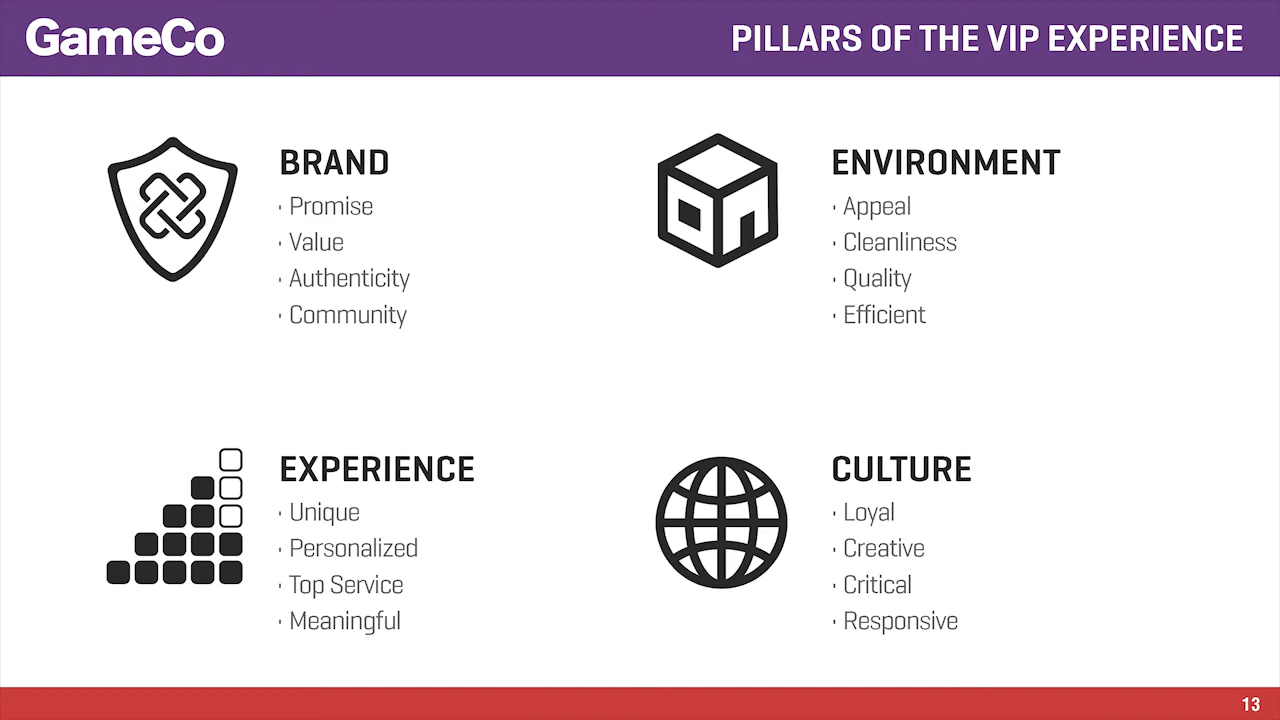 GameCo
PILLARS OF THE VIP EXPERIENCE
BRAND
· Promise
· Value
· Authenticity
· Community
ENVIRONMENT
· Appeal
· Cleanliness
· Quality
· Efficient
EXPERIENCE
· Unique
· Personalized
· Top Service
· Meaningful
CULTURE
· Loyal
· Creative
· Critical
· Responsive
13